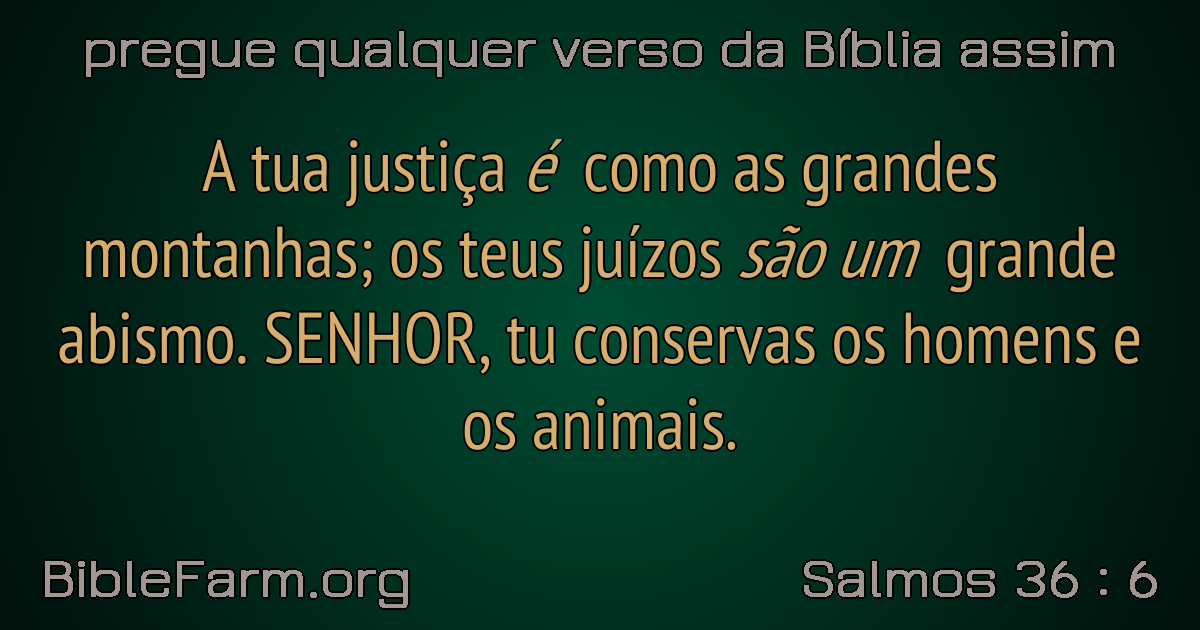 pregue qualquer verso da Bíblia assim
A tua justiça é como as grandes
montanhas; os teus juízos são um grande
abismo. SENHOR, tu conservas os homens e
os animais.
BibleFarm.org
Salmos 36 : 6